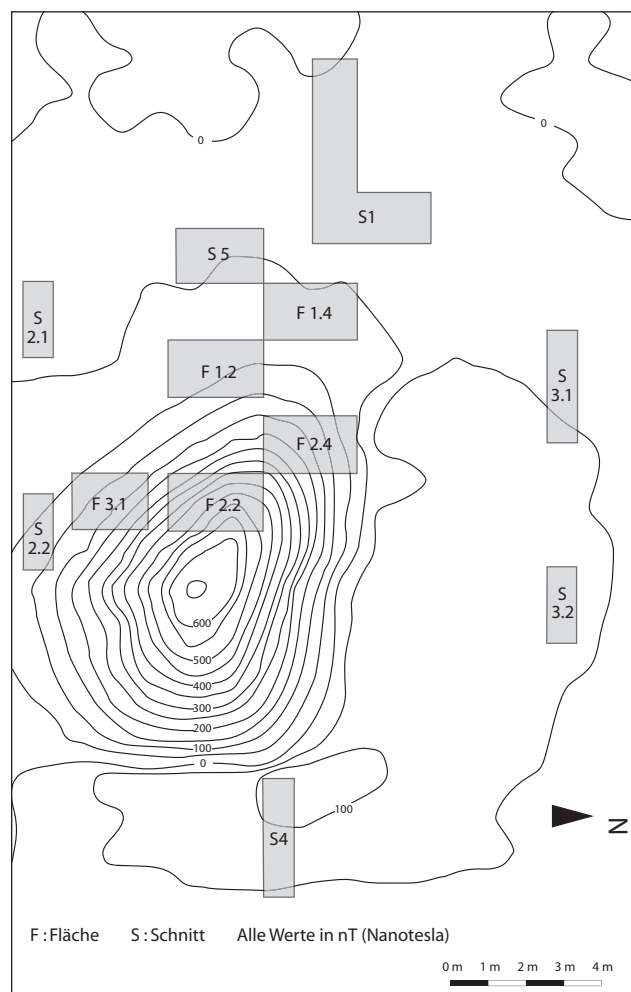 0
0
S1
S 5
S
2.1
F 1.4
F 1.2
S
3.1
F 2.4
F 3.1
F 2.2
S
2.2
S
3.2
600
500
400
300
200
100
0
100
S4
N
F : Fläche S : Schnitt Alle Werte in nT (Nanotesla)
0 m 1 m 2 m 3 m 4 m